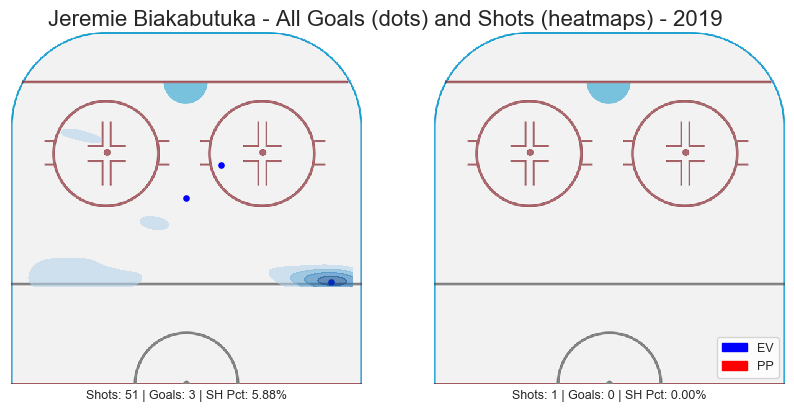 Jeremie Biakabutuka - All Goals (dots) and Shots (heatmaps) - 2019
EV
PP
Shots: 51 | Goals: 3 | SH Pct: 5.88%
Shots: 1 | Goals: 0 | SH Pct: 0.00%